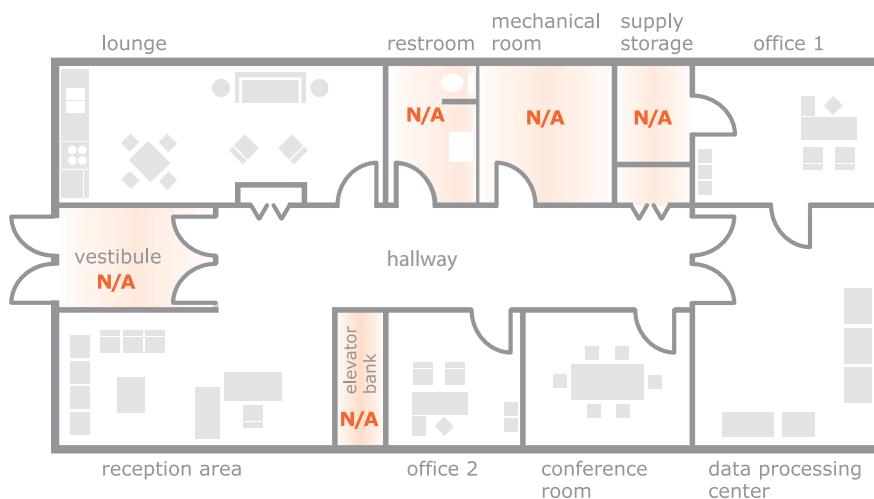 lounge
restroom
mechanical
room
supply
storage
office 1
N/A
N/A
N/A
vestibule
N/A
hallway
elevator
bank
N/A
reception area
office 2
conference
room
data processing
center